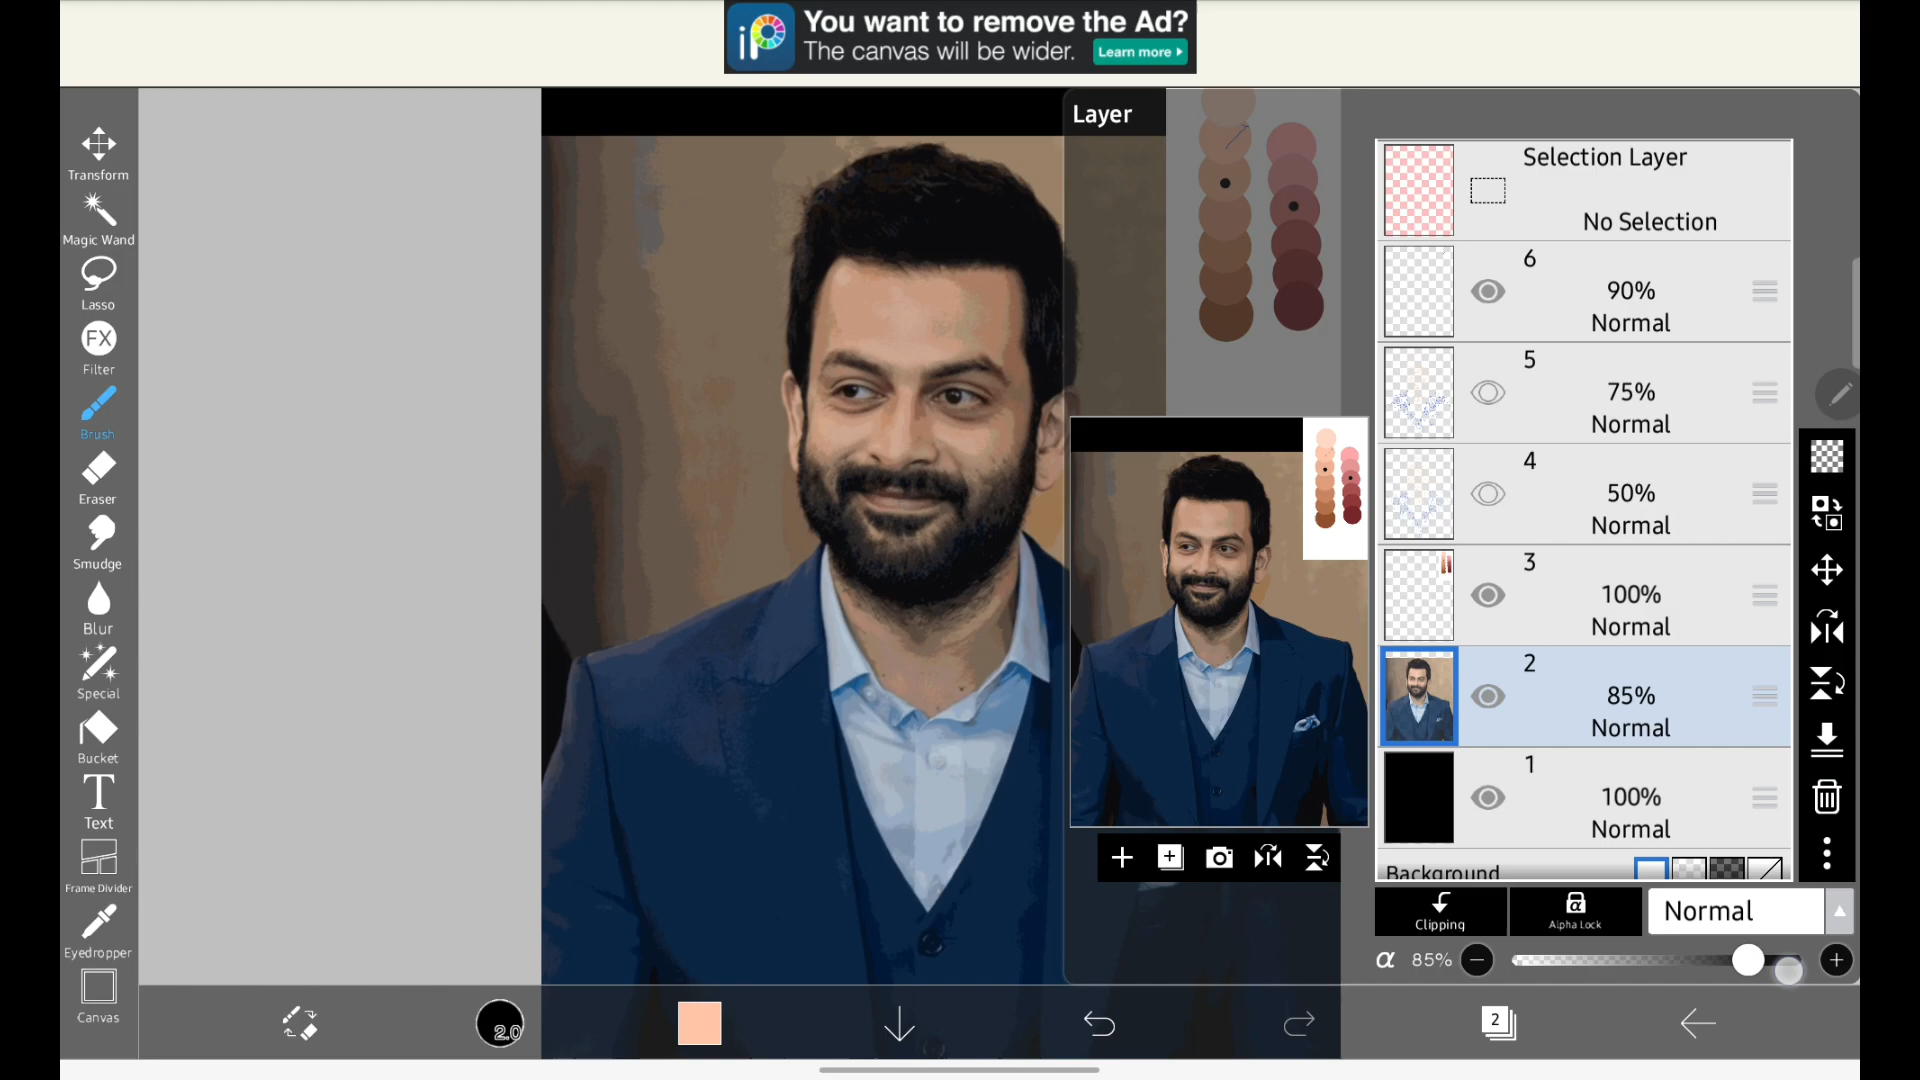 You want to remove the Ad?
The canvas will be wider.
Learn more
iP
Layer
Transform
Magic Wand
Lasso
FX
Filter
Brush
Eraser
Smudge
Blur
Special
Bucket
T
Text
Frame Divider
Eyedropper
Canvas
Selection Layer
No Selection
6
90%
Normal
5
75%
Normal
4
50%
Normal
3
100%
Normal
2
85%
Normal
1
100%
Normal
Background
Clipping
α
Alpha Lock
Normal
α 85%
2.0
2